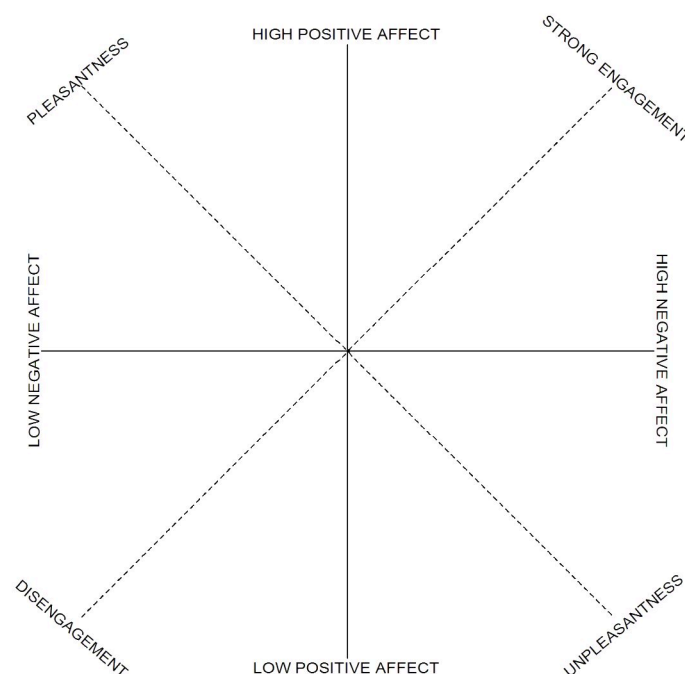 HIGH POSITIVE AFFECT
STRONG ENGAGEMENT
PLEASANTNESS
LOW NEGATIVE AFFECT
HIGH NEGATIVE AFFECT
DISENGAGEMENT
UNPLEASANTNESS
LOW POSITIVE AFFECT